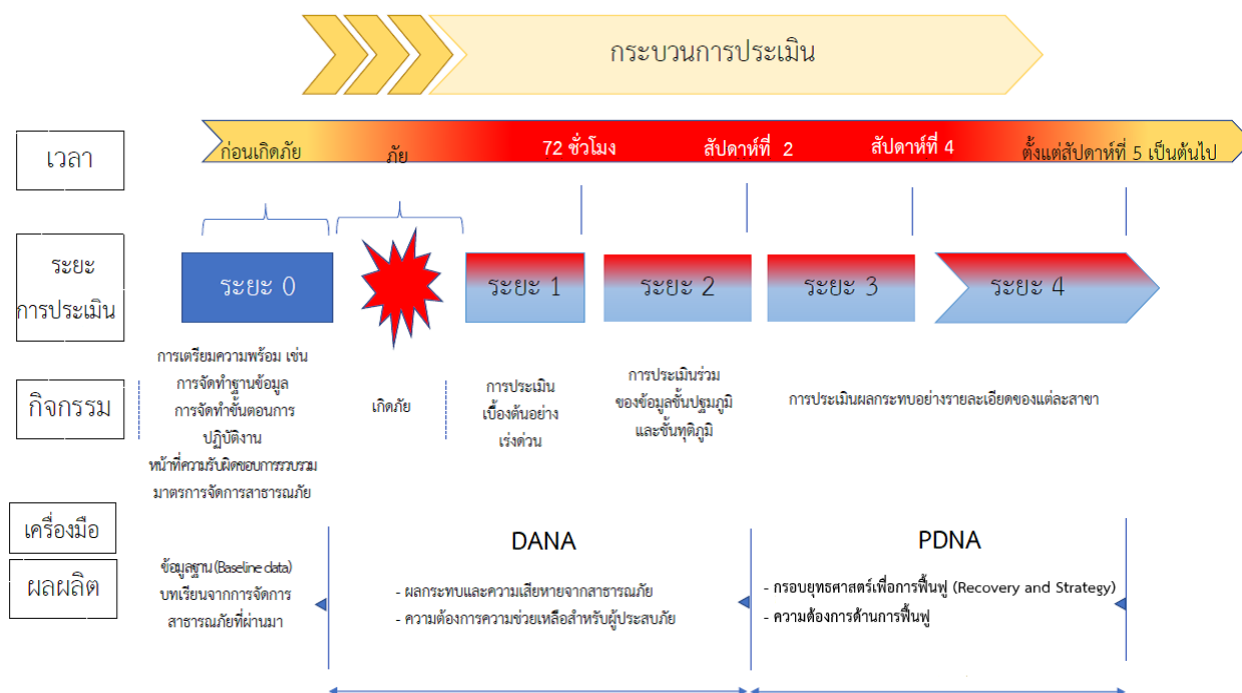 กระบวนการประเมิน
เวลา
ก่อนเกิดภัย
ภัย
72 ชั่วโมง
สัปดาห์ที่ 2
สัปดาห์ที่ 4
ตั้งแต่สัปดาห์ที่ 5 เป็นต้นไป
ระยะ
การประเมิน
ระยะ 0
ระยะ 1
ระยะ 2
ระยะ 3
ระยะ 4
กิจกรรม
การเตรียมความพร้อม เช่น
การจัดทำฐานข้อมูล
การจัดทำขั้นตอนการ
ปฏิบัติงาน
หน้าที่ความรับผิดชอบการรวบรวม
มาตรการจัดการสาธารณภัย
เกิดภัย
การประเมิน
เบื้องต้นอย่าง
เร่งด่วน
การประเมินร่วม
ของข้อมูลชั้นปฐมภูมิ
และชั้นทุติภูมิ
การประเมินผลกระทบอย่างรายละเอียดของแต่ละสาขา
เครื่องมือ
DANA
PDNA
ผลผลิต
ข้อมูลฐาน (Baseline data)
บทเรียนจากการจัดการ
สาธารณภัยที่ผ่านมา
- ผลกระทบและความเสียหายจากสาธารณภัย
- ความต้องการความช่วยเหลือสำหรับผู้ประสบภัย
- กรอบยุทธศาสตร์เพื่อการฟื้นฟู (Recovery and Strategy)
- ความต้องการด้านการฟื้นฟู